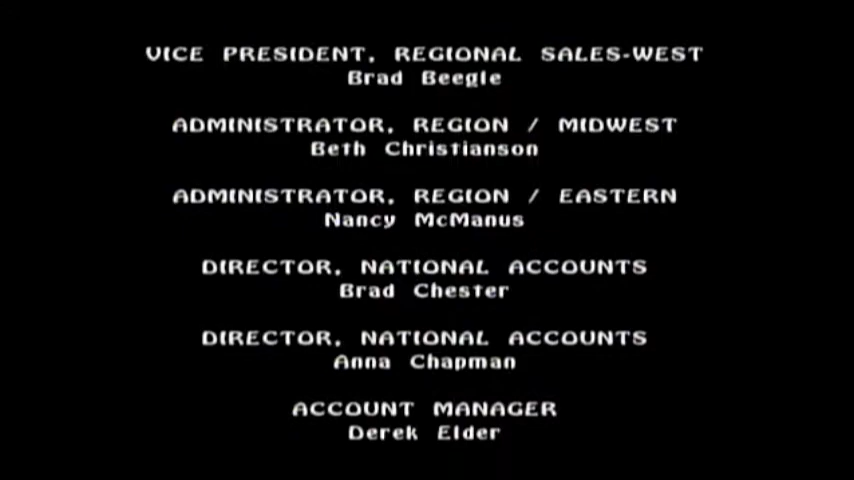 VICE PRESIDENT, REGIONAL SALES-WEST
Brad Beegle
ADMINISTRATOR, REGION / MIDWEST
Beth Christianson
ADMINISTRATOR, REGION / EASTERN
Nancy McManus
DIRECTOR, NATIONAL ACCOUNTS
Brad Chester
DIRECTOR, NATIONAL ACCOUNTS
Anna Chapman
ACCOUNT MANAGER
Derek Elder